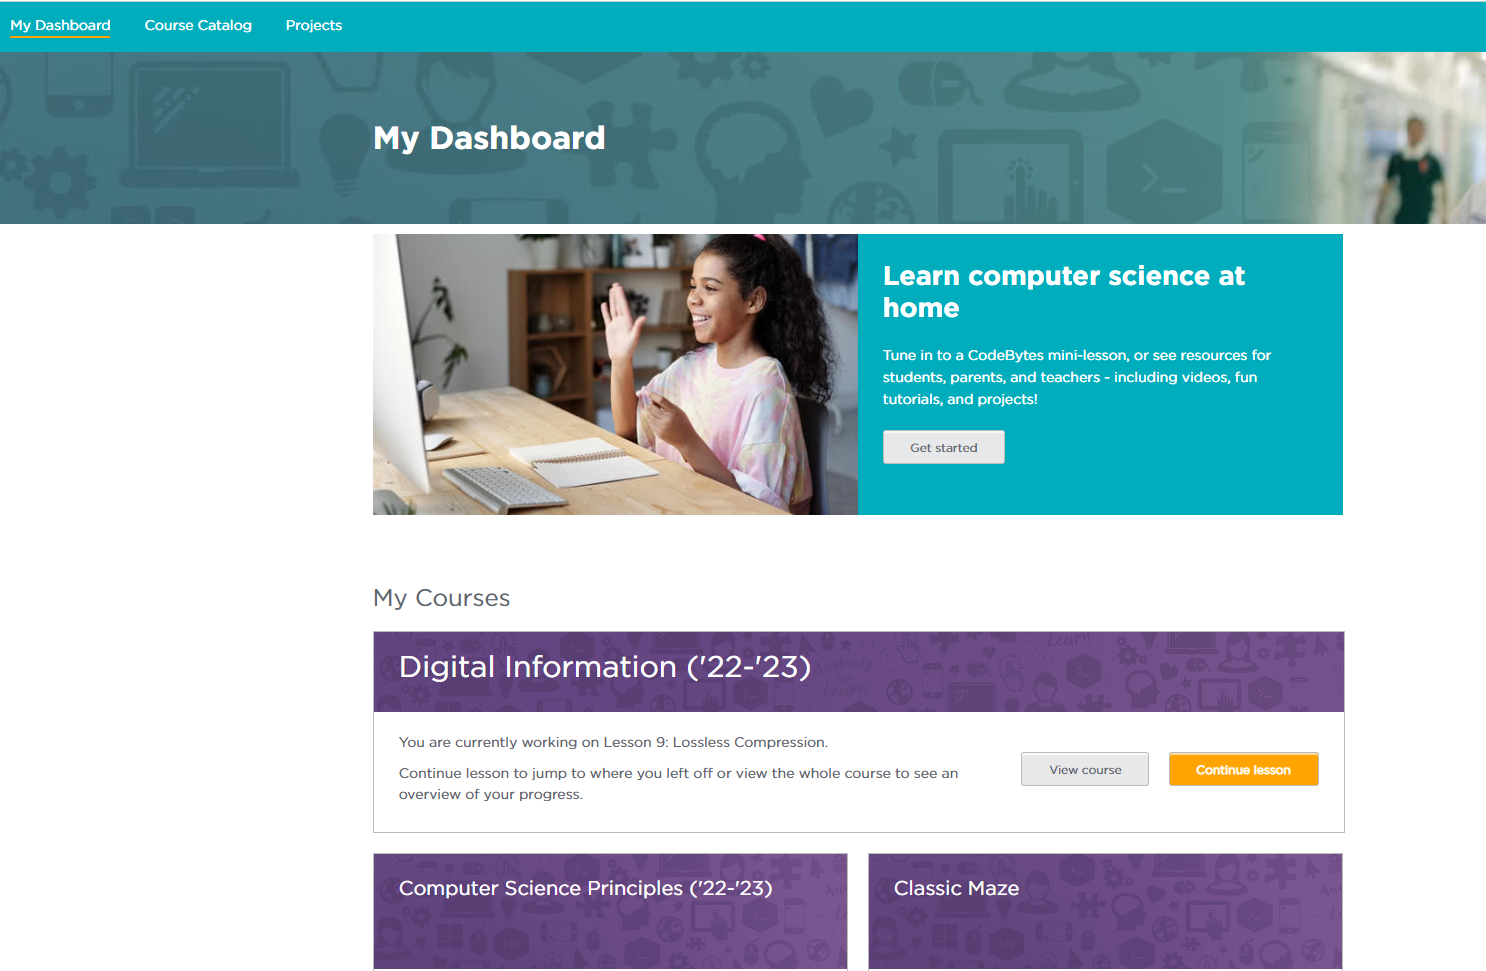 My Dashboard
Course Catalog
Projects
My Dashboard
Learn computer science at
home
Tune in to a CodeBytes mini-lesson, or see resources for
students, parents, and teachers - including videos, fun
tutorials, and projects!
Get started
My Courses
Digital Information ('22-'23)
You are currently working on Lesson 9: Lossless Compression.
Continue lesson to jump to where you left off or view the whole course to see an
overview of your progress.
View course
Continue lesson
Computer Science Principles ('22-'23)
Classic Maze